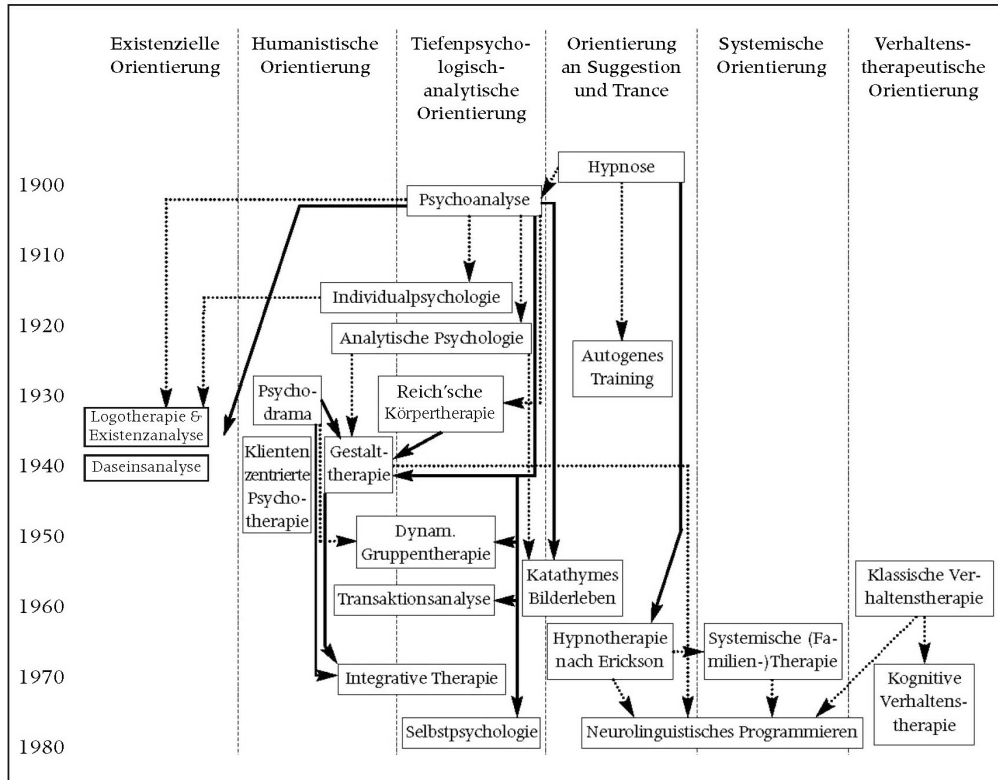 Existenzielle
Orientierung
Humanistische
Orientierung
Tiefenpsycho-
logisch-
analytische
Orientierung
Orientierung
an Suggestion
und Trance
Systemische
Orientierung
Verhaltens-
therapeutische
Orientierung
1900
1910
1920
1930
1940
1950
1960
1970
1980
Hypnose
Psychoanalyse
Individualpsychologie
Analytische Psychologie
Autogenes
Training
Psycho-
drama
Reich'sche
Körpertherapie
Logotherapie &
Existenzanalyse
Daseinsanalyse
Klienten
zentrierte
Psycho-
therapie
Gestalt-
therapie
Dynam.
Gruppentherapie
Katathymes
Bilderleben
Transaktionsanalyse
Klassische Ver-
haltenstherapie
Hypnotherapie
nach Erickson
Systemische (Fa-
milien-)Therapie
Integrative Therapie
Kognitive
Verhaltens-
therapie
Selbstpsychologie
Neurolinguistisches Programmieren